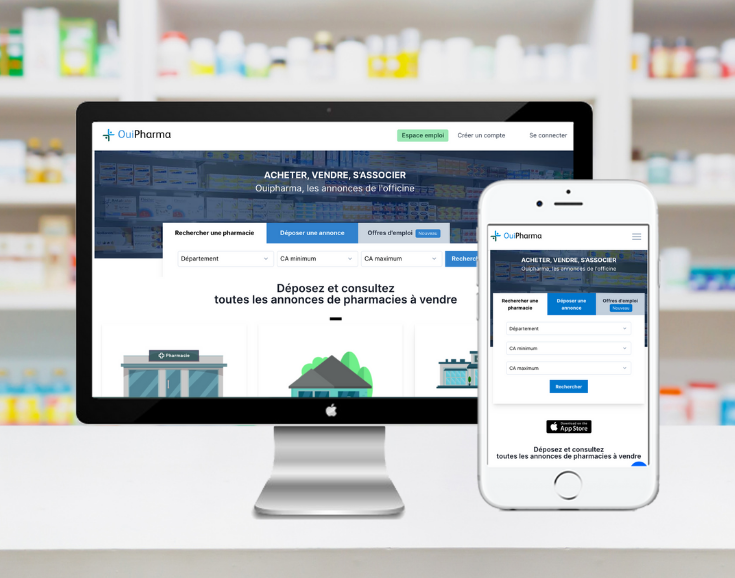 OuiPharma
Espace emploi
Créer un compte
Se connecter
ACHETER, VENDRE, S'ASSOCIER
Ouipharma, les annonces de l'officine
Rechercher une pharmacie
Déposer une annonce
Offres d'emploi Nouveau
Département
CA minimum
CA maximum
Recherc
Déposez et consultez
toutes les annonces de pharmacies à vendre
Pharmacie
OuiPharma
ACHETER, VENDRE, S'ASSOCIER
Ouipharma, les annonces de l'officine
Rechercher une
pharmacie
Déposer une
annonce
Offres d'emploi
Nouveau
Département
CA minimum
CA maximum
Rechercher
Download on the
App Store
Déposez et consultez
toutes les annonces de pharmacies à vendre